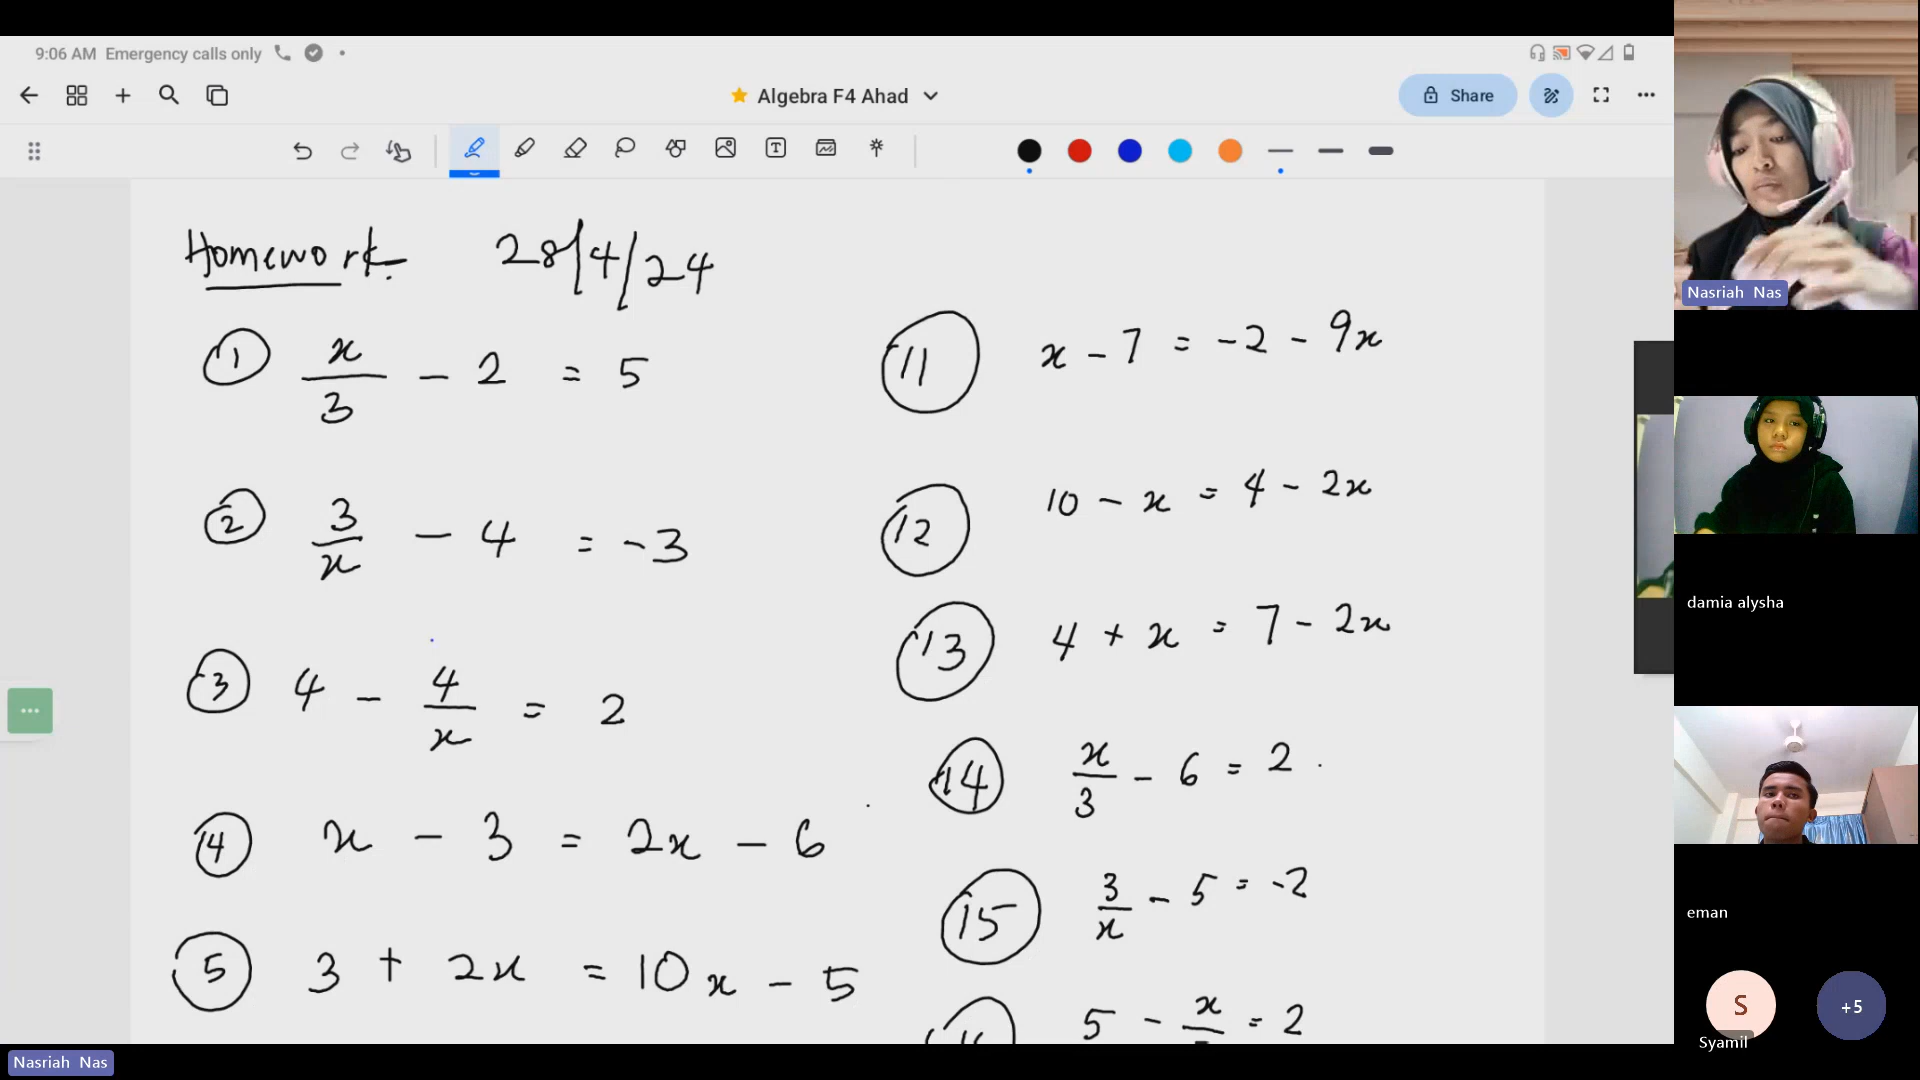 9:06 AM Emergency calls only
Algebra F4 Ahad
Share
Homework 28/4/24
1 x/3 - 2 = 5
2 3/x - 4 = -3
3 4 - 4/x = 2
4 x - 3 = 2x - 6
5 3 + 2x = 10x - 5
11 x - 7 = -2 - 9x
12 10 - x = 4 - 2x
13 4 + x = 7 - 2x
14 x/3 - 6 = 2
15 3/x - 5 = -2
5 - x = 2
Nasriah Nas
damia alysha
eman
S
+5
Syamil
Nasriah Nas